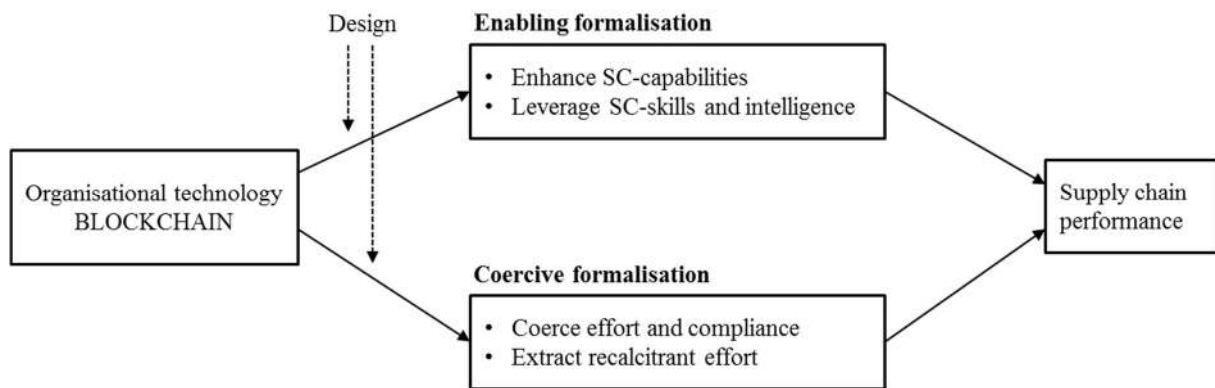 Design
Enabling formalisation
• Enhance SC-capabilities
• Leverage SC-skills and intelligence
Organisational technology
BLOCKCHAIN
Supply chain
performance
Coercive formalisation
• Coerce effort and compliance
• Extract recalcitrant effort